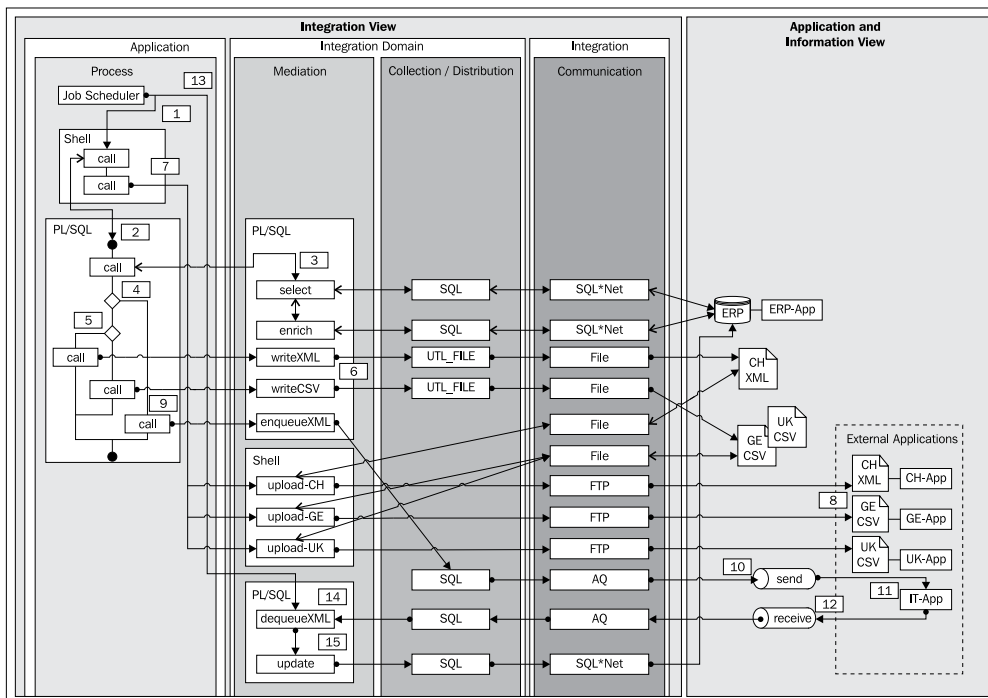 Integration View
Application and
Information View
Application
Integration Domain
Integration
Process
Mediation
Collection / Distribution
Communication
13
Job Scheduler
1
Shell
call
7
call
PL/SQL
2
call
4
5
call
call
9
call
PL/SQL
3
select
enrich
writeXML
6
writeCSV
enqueueXML
Shell
upload-CH
upload-GE
upload-UK
PL/SQL
14
dequeueXML
15
update
SQL
SQL
UTL_FILE
UTL_FILE
SQL
SQL
SQL
SQL*Net
SQL*Net
File
File
File
File
FTP
FTP
FTP
AQ
AQ
SQL*Net
ERP
ERP-App
CH
XML
UK
CSV
GE
CSV
External Applications
CH
XML
CH-App
8
GE
CSV
GE-App
UK
CSV
UK-App
10
send
11
IT-App
12
receive